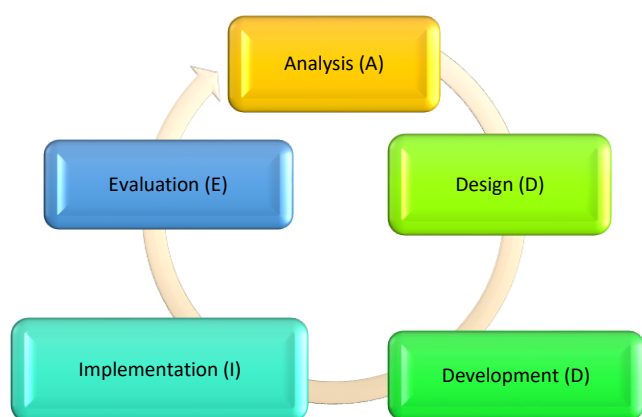 Analysis (A)
Design (D)
Development (D)
Implementation (I)
Evaluation (E)